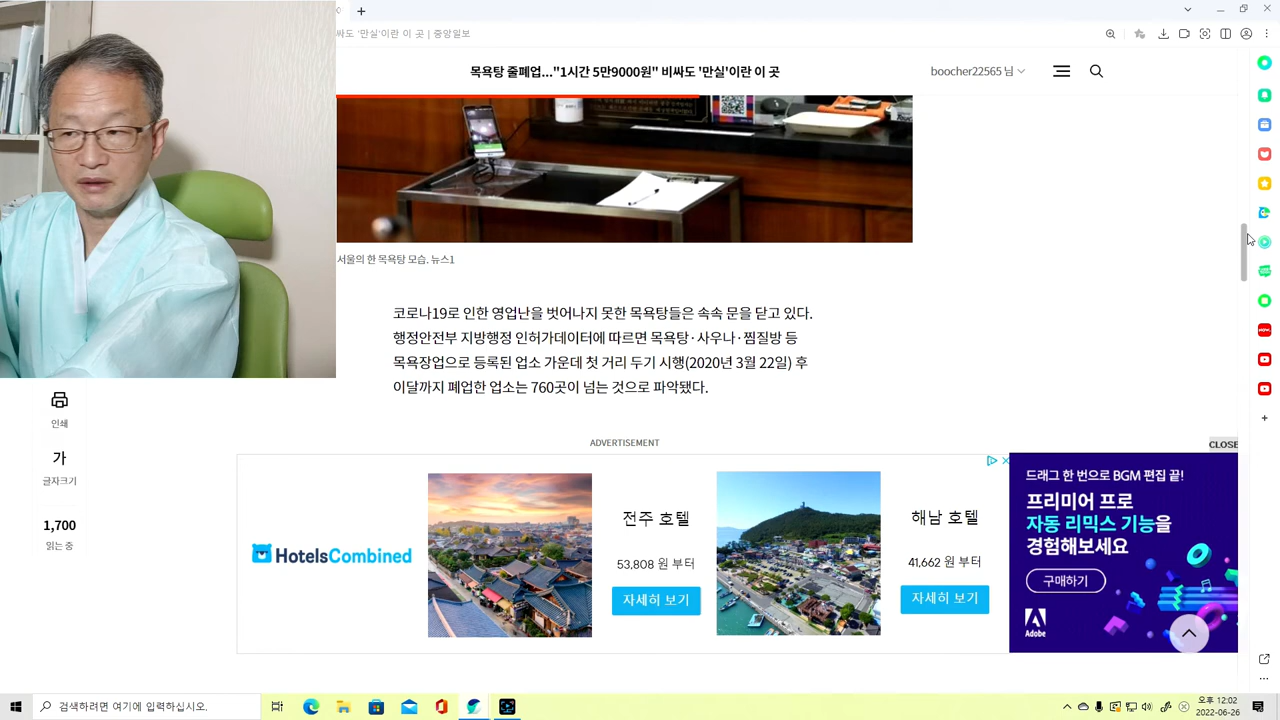 싸도 '만실'이란 이 곳 | 중앙일보
목욕탕 줄폐업..."1시간 5만9000원" 비싸도 '만실'이란 이 곳
boocher22565 님
서울의 한 목욕탕 모습. 뉴스1
코로나19로 인한 영업난을 벗어나지 못한 목욕탕들은 속속 문을 닫고 있다.
행정안전부 지방행정 인허가데이터에 따르면 목욕탕·사우나·찜질방 등
목욕장업으로 등록된 업소 가운데 첫 거리 두기 시행(2020년 3월 22일) 후
이달까지 폐업한 업소는 760곳이 넘는 것으로 파악됐다.
인쇄
가
글자크기
1,700
읽는 중
ADVERTISEMENT
CLOSE
HotelsCombined
전주 호텔
53,808 원 부터
자세히 보기
해남 호텔
41,662 원 부터
자세히 보기
드래그 한 번으로 BGM 편집 끝!
프리미어 프로
자동 리믹스 기능을
경험해보세요
구매하기
Adobe
검색하려면 여기에 입력하십시오.
오후 12:02
2022-06-26